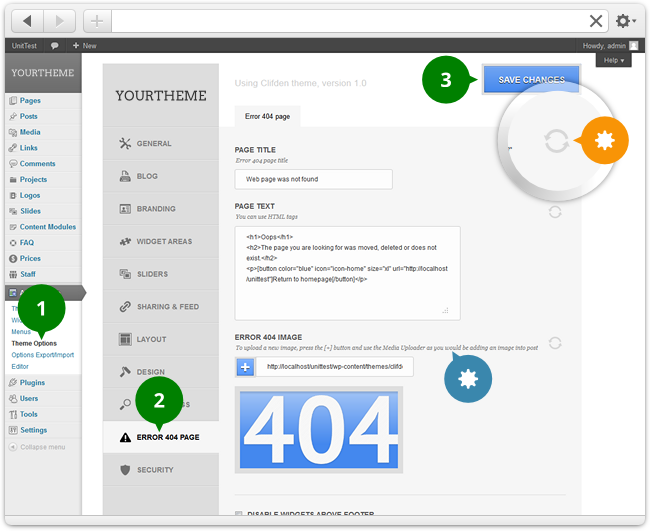 UnitTest
+ New
Howdy, admin
Help
YOURTHEME
Pages
Posts
Media
Links
Comments
Projects
Logos
Slides
Content Modules
FAQ
Prices
Staff
Menus
Theme Options
Options Export/Import
Editor
Plugins
Users
Tools
Settings
Collapse menu
1
YOURTHEME
GENERAL
BLOG
BRANDING
WIDGET AREAS
SLIDERS
SHARING & FEED
LAYOUT
DESIGN
2
ERROR 404 PAGE
SECURITY
Using Clifden theme, version 1.0
3
SAVE CHANGES
Error 404 page
PAGE TITLE
Error 404 page title
Web page was not found
PAGE TEXT
You can use HTML tags
<h1>Oops</h1>
<h2>The page you are looking for was moved, deleted or does not
exist.</h2>
<p>[button color="blue" icon="icon-home" size="xl" url="http://localhost
/unittest"]Return to homepage[/button]</p>
ERROR 404 IMAGE
To upload a new image, press the [+] button and use the Media Uploader as you would be adding an image into post
+
http://localhost/unittest/wp-content/themes/clifd
404
DISABLE WIDGETS ABOVE FOOTER